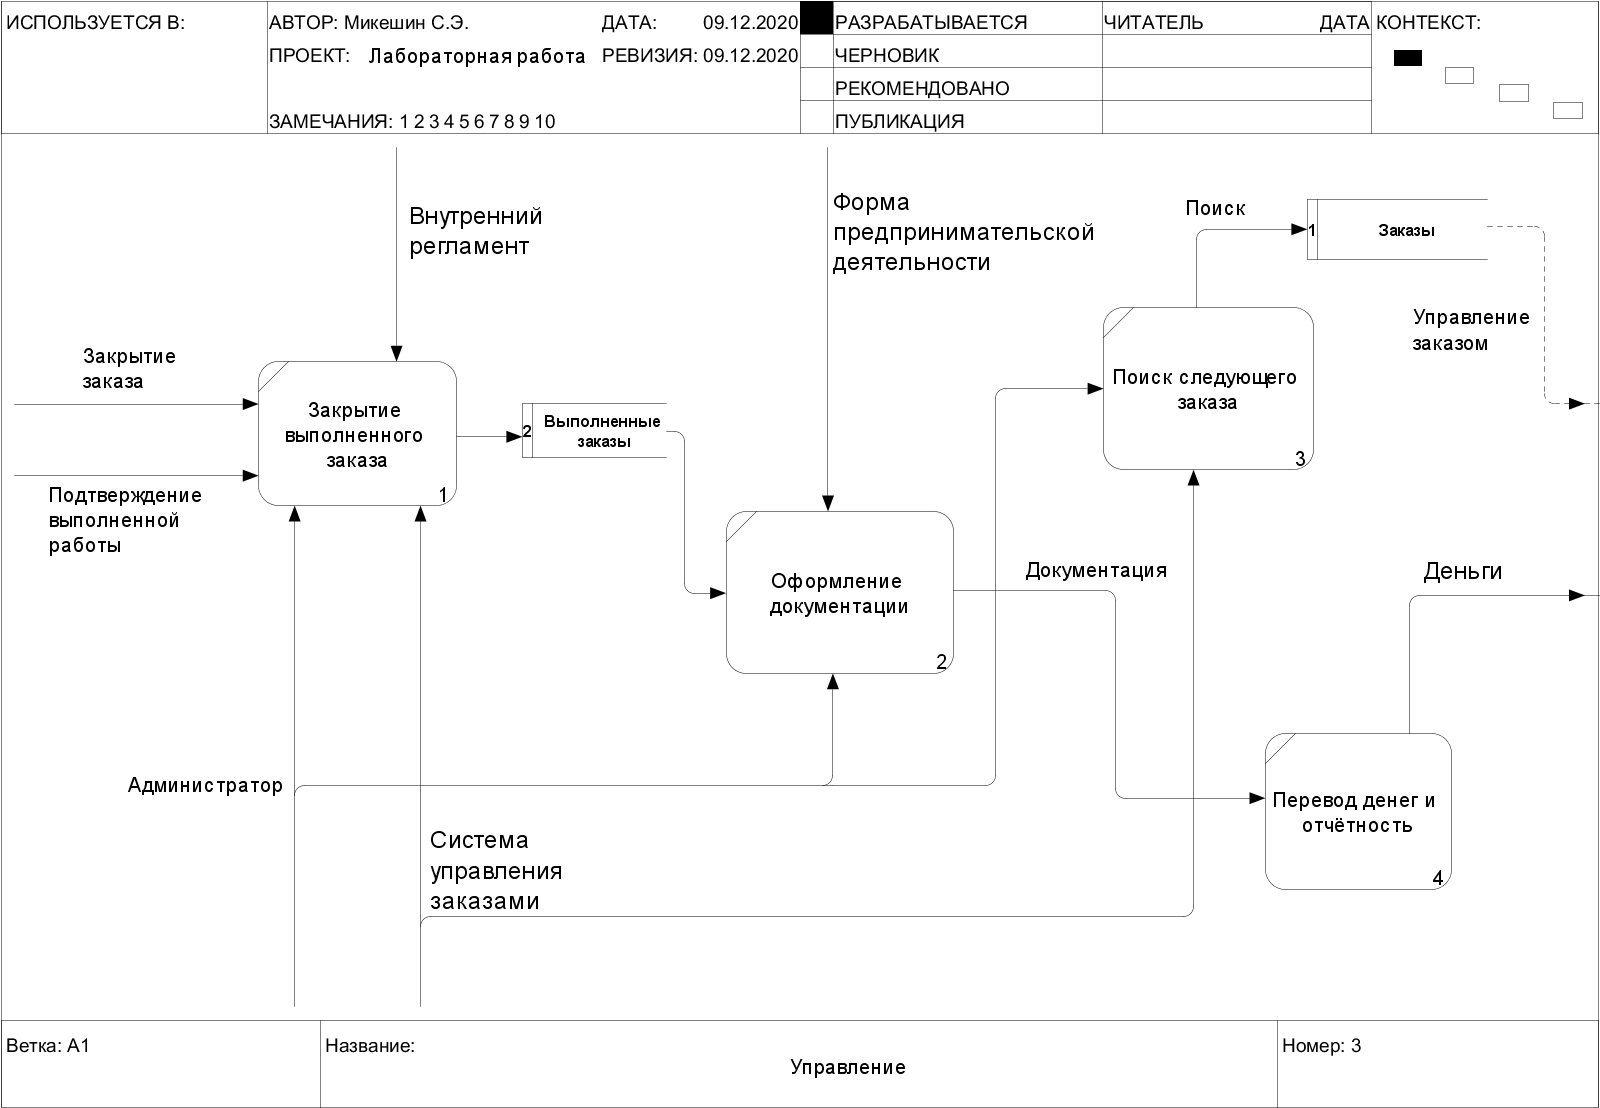 ИСПОЛЬЗУЕТСЯ В:
АВТОР: Микешин С.Э.
ДАТА: 09.12.2020
ПРОЕКТ: Лабораторная работа
РЕВИЗИЯ: 09.12.2020
ЗАМЕЧАНИЯ: 1 2 3 4 5 6 7 8 9 10
РАЗРАБАТЫВАЕТСЯ
ЧЕРНОВИК
РЕКОМЕНДОВАНО
ПУБЛИКАЦИЯ
ЧИТАТЕЛЬ
ДАТА
КОНТЕКСТ:
Внутренний
регламент
Форма
предпринимательской
деятельности
Поиск
1
Заказы
Управление
заказом
Закрытие
заказа
Закрытие
выполненного
заказа
1
Подтверждение
выполненной
работы
2
Выполненные
заказы
Поиск следующего
заказа
3
Оформление
документации
2
Документация
Деньги
Администратор
Система
управления
заказами
Перевод денег и
отчётность
4
Ветка: A1
Название:
Управление
Номер: 3